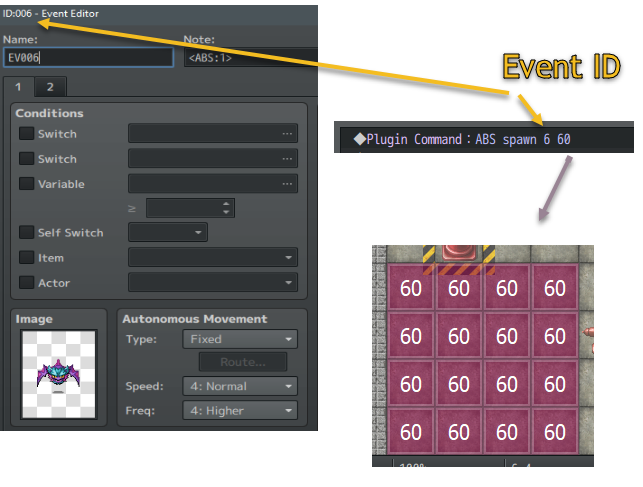 ID:006 - Event Editor
Name:
Note:
EV006
<ABS:1>
1 2
Conditions
Switch ...
Switch ...
Variable ...
≥
Self Switch
Item
Actor
Image
Autonomous Movement
Type: Fixed
Route...
Speed: 4: Normal
Freq: 4: Higher
Event ID
◆Plugin Command : ABS spawn 6 60
60 60 60 60
60 60 60 60
60 60 60 60
60 60 60 60